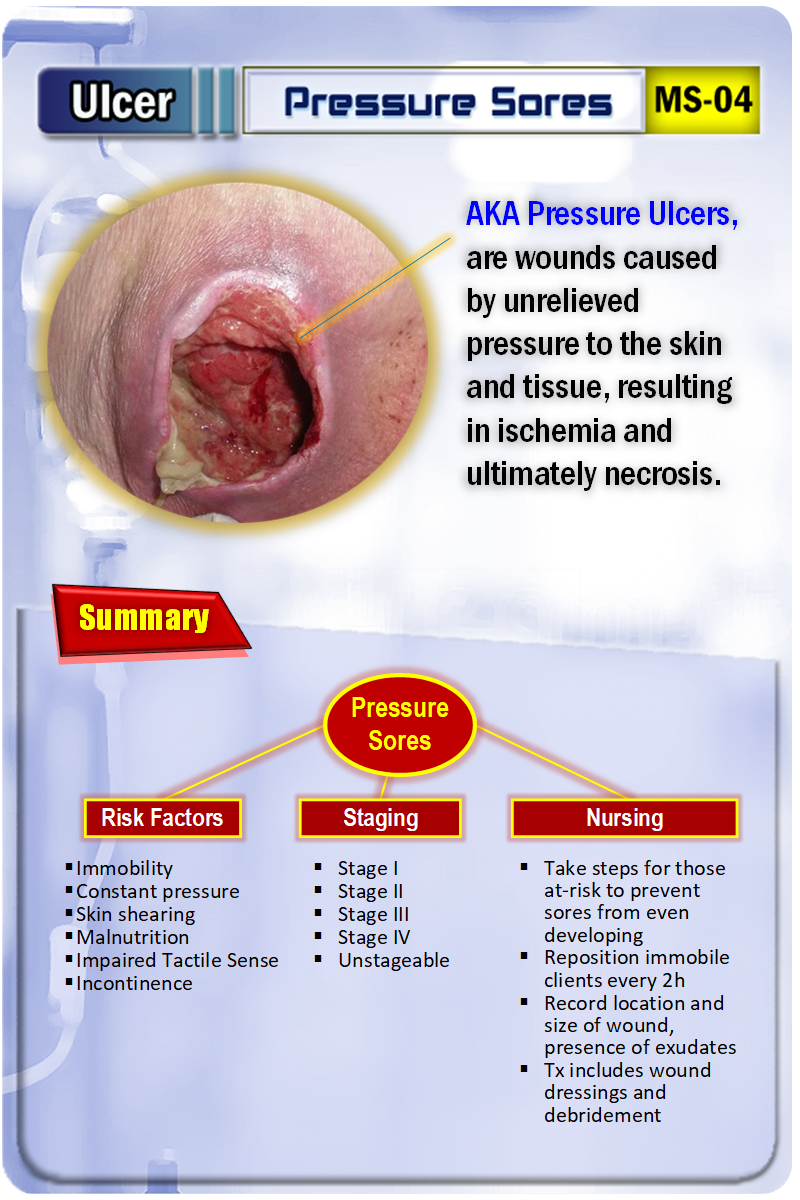 Ulcer
Pressure Sores
MS-04
AKA Pressure Ulcers,
are wounds caused
by unrelieved
pressure to the skin
and tissue, resulting
in ischemia and
ultimately necrosis.
Summary
Pressure
Sores
Risk Factors
▪Immobility
▪Constant pressure
▪Skin shearing
▪Malnutrition
▪Impaired Tactile Sense
▪Incontinence
Staging
▪ Stage I
▪ Stage II
▪ Stage III
▪ Stage IV
▪ Unstageable
Nursing
▪ Take steps for those
at-risk to prevent
sores from even
developing
▪ Reposition immobile
clients every 2h
▪ Record location and
size of wound,
presence of exudates
▪ Tx includes wound
dressings and
debridement